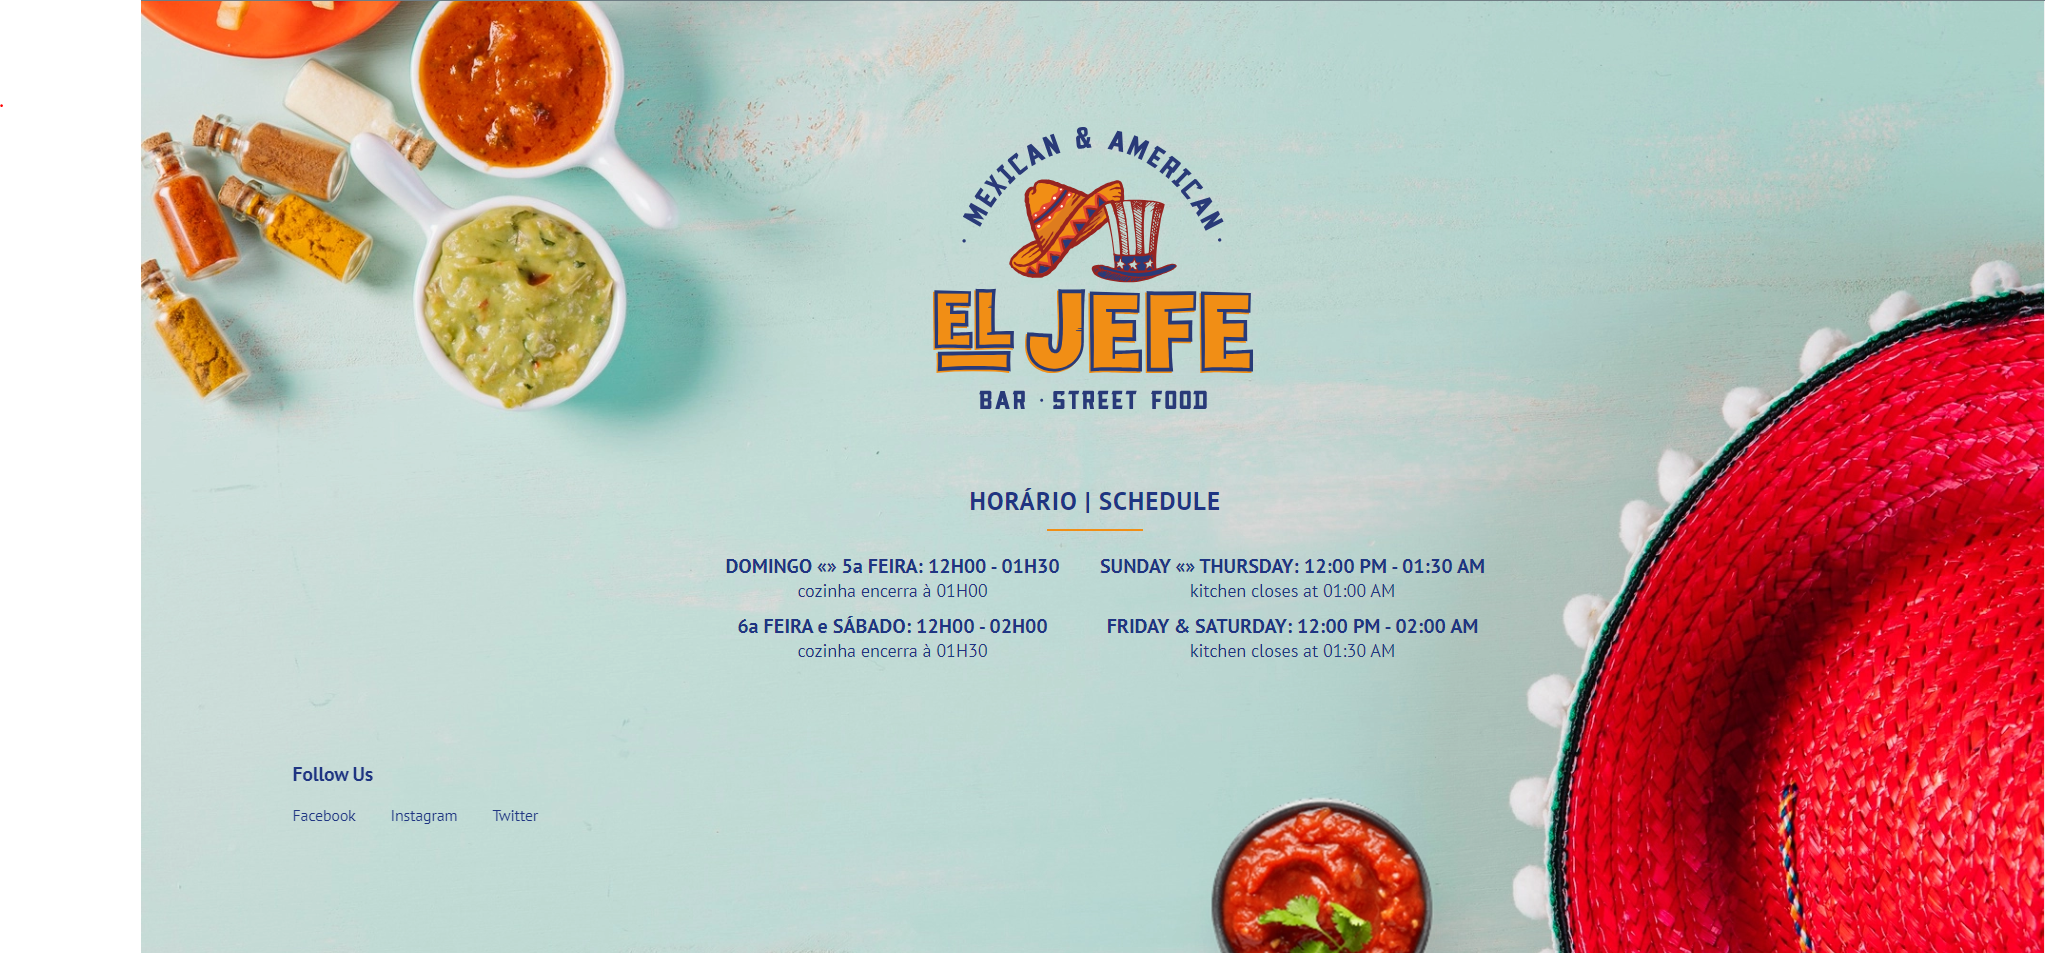 · MEXICAN & AMERICAN ·
EL JEFE
BAR · STREET FOOD
HORÁRIO | SCHEDULE
DOMINGO «» 5a FEIRA: 12H00 - 01H30
cozinha encerra à 01H00
6a FEIRA e SÁBADO: 12H00 - 02H00
cozinha encerra à 01H30
SUNDAY «» THURSDAY: 12:00 PM - 01:30 AM
kitchen closes at 01:00 AM
FRIDAY & SATURDAY: 12:00 PM - 02:00 AM
kitchen closes at 01:30 AM
Follow Us
Facebook Instagram Twitter